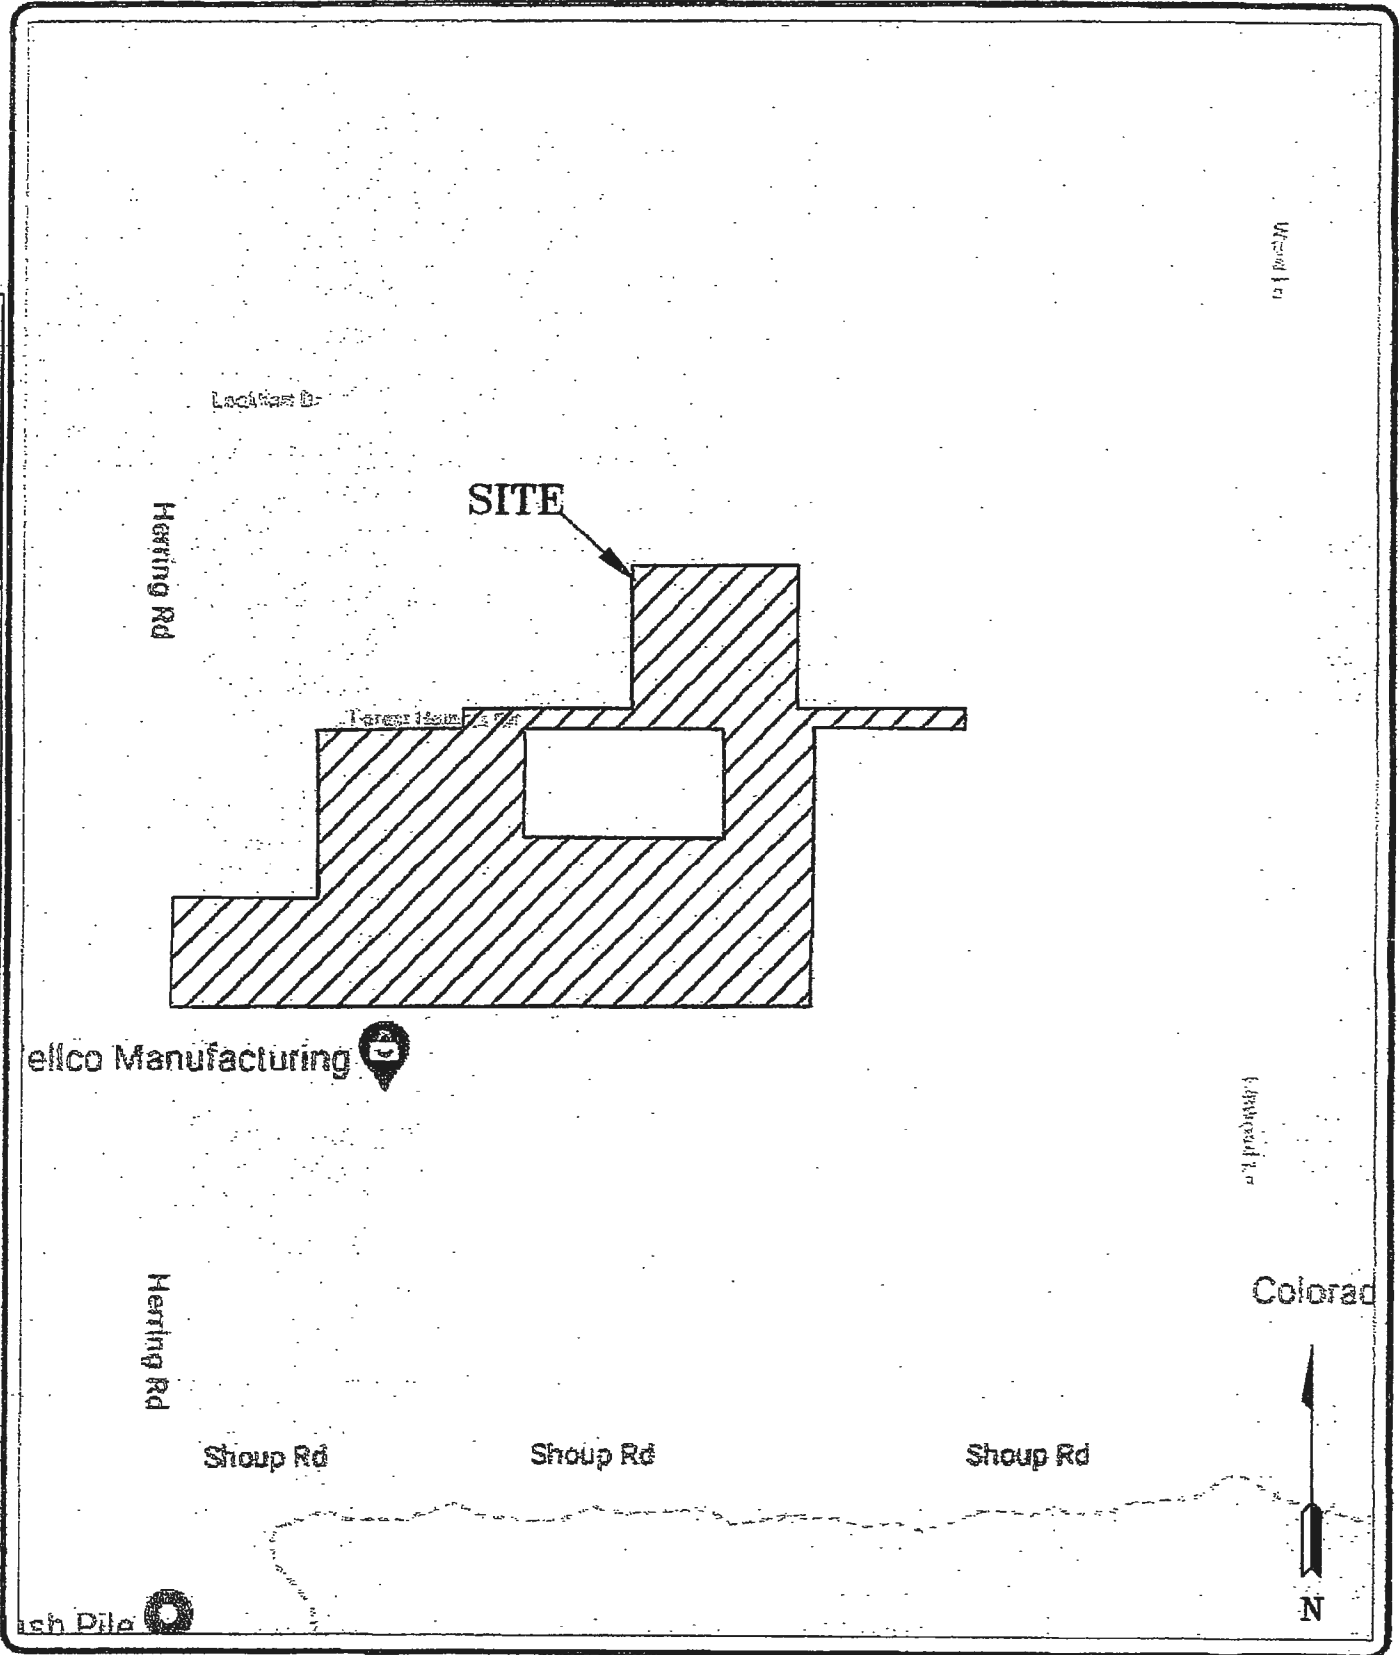 SITE
Herring Rd
ellco Manufacturing
Herring Rd
Colorad
Shoup Rd Shoup Rd Shoup Rd
ash Pile
N